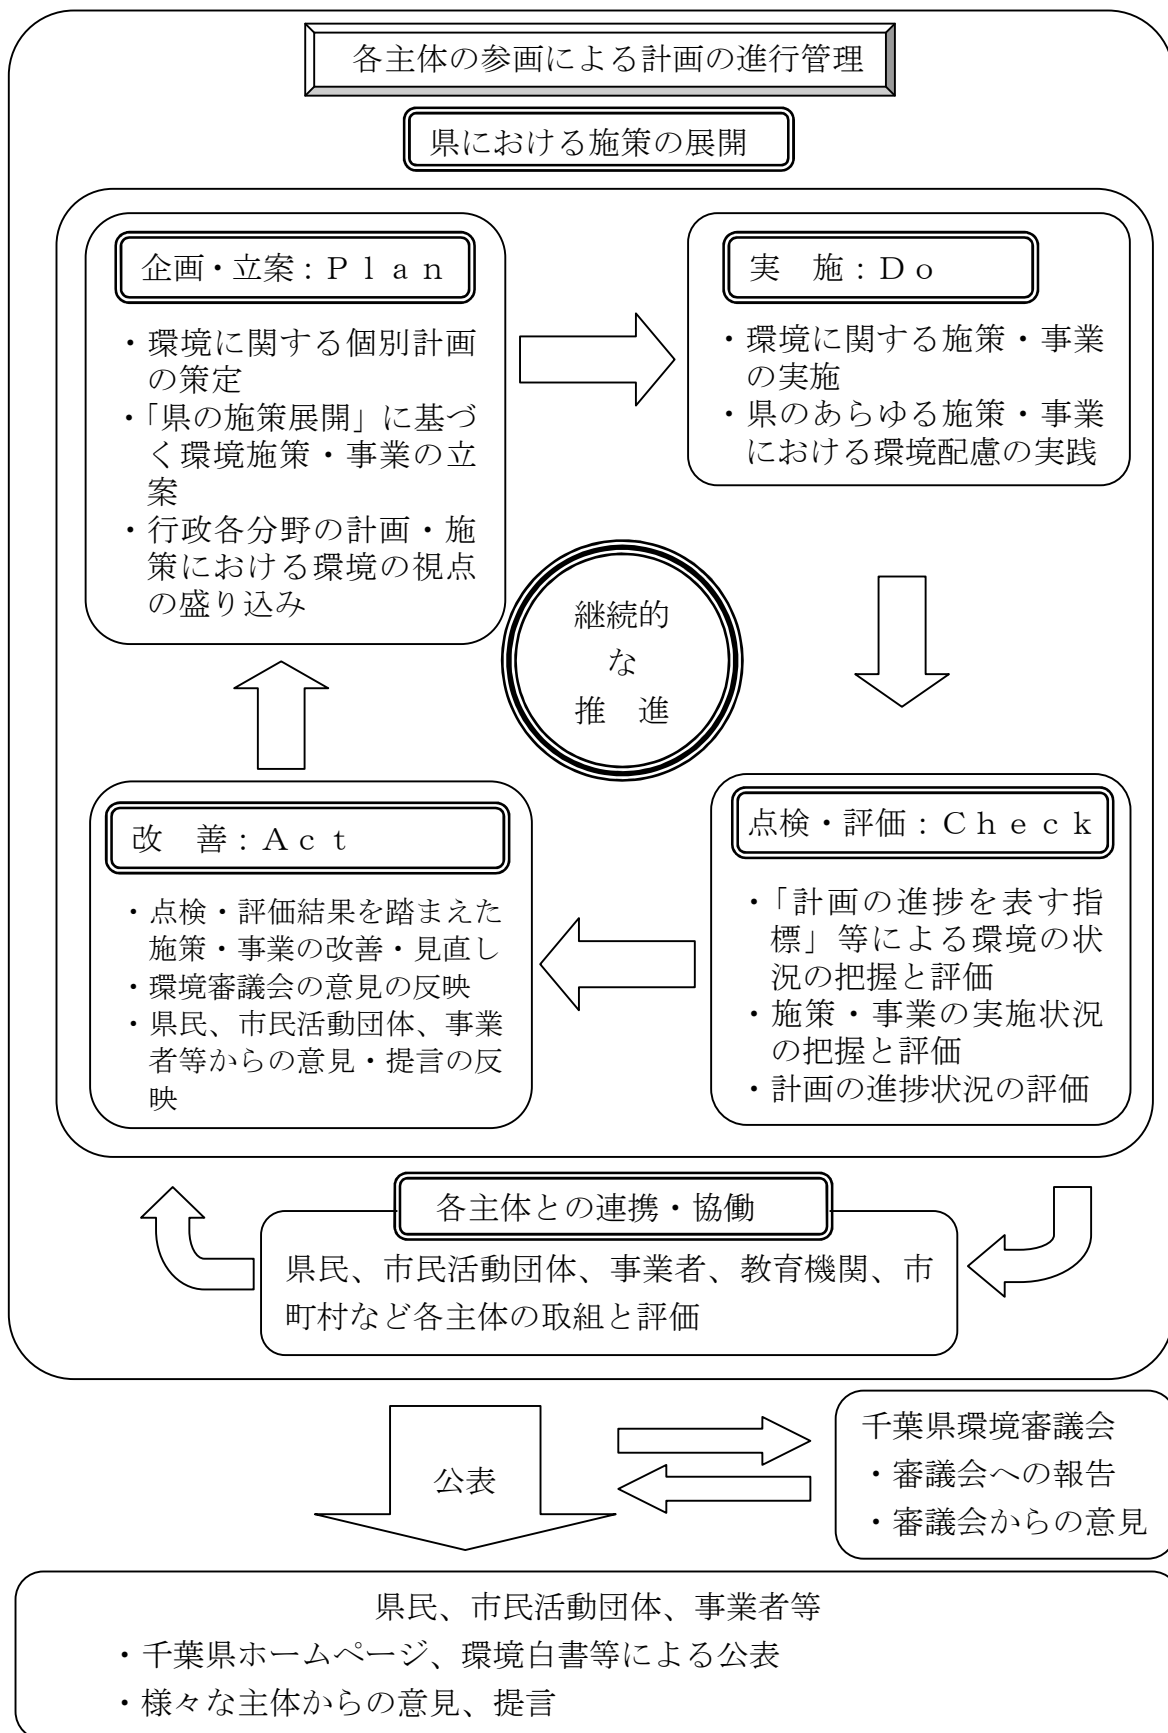 各主体の参画による計画の進行管理
県における施策の展開
企画・立案：Ｐｌａｎ
・環境に関する個別計画
の策定
・「県の施策展開」に基づ
く環境施策・事業の立
案
・行政各分野の計画・施
策における環境の視点
の盛り込み
実　施：Ｄｏ
・環境に関する施策・事業
の実施
・県のあらゆる施策・事業
における環境配慮の実践
継続的
な
推　進
改　善：Ａｃｔ
・点検・評価結果を踏まえた
施策・事業の改善・見直し
・環境審議会の意見の反映
・県民、市民活動団体、事業
者等からの意見・提言の反
映
点検・評価：Ｃｈｅｃｋ
・「計画の進捗を表す指
標」等による環境の状
況の把握と評価
・施策・事業の実施状況
の把握と評価
・計画の進捗状況の評価
各主体との連携・協働
県民、市民活動団体、事業者、教育機関、市
町村など各主体の取組と評価
公表
千葉県環境審議会
・審議会への報告
・審議会からの意見
県民、市民活動団体、事業者等
・千葉県ホームページ、環境白書等による公表
・様々な主体からの意見、提言